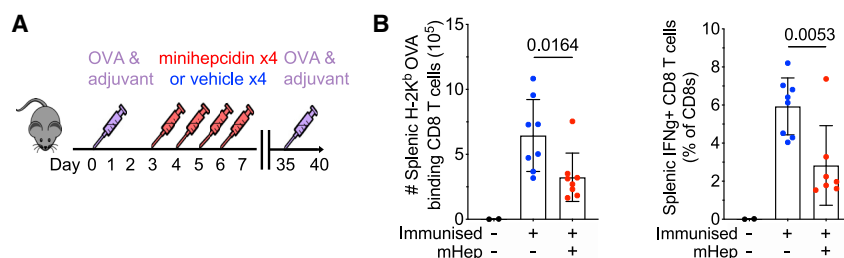 A
OVA &
adjuvant
minihepcidin x4
or vehicle x4
OVA &
adjuvant
Day 0 1 2 3 4 5 6 7 35 40
B
# Splenic H-2Kᵇ OVA
binding CD8 T cells (10⁵)
15
10
5
0
0.0164
Immunised - + +
mHep - - +
Splenic IFNg+ CD8 T cells
(% of CD8s)
10
8
6
4
2
0
0.0053
Immunised - + +
mHep - - +